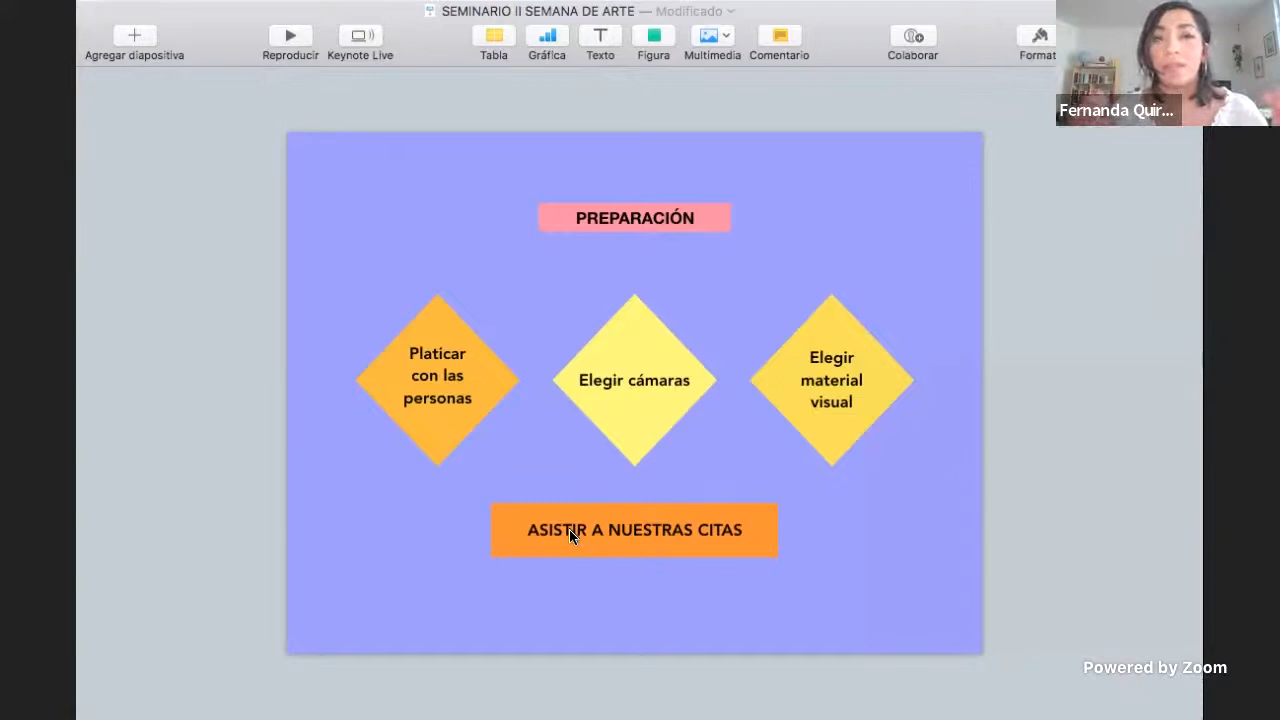 SEMINARIO II SEMANA DE ARTE — Modificado
Agregar diapositiva
Reproducir
Keynote Live
Tabla
Gráfica
Texto
Figura
Multimedia
Comentario
Colaborar
Format
Fernanda Quir...
PREPARACIÓN
Platicar
con las
personas
Elegir cámaras
Elegir
material
visual
ASISTIR A NUESTRAS CITAS
Powered by Zoom